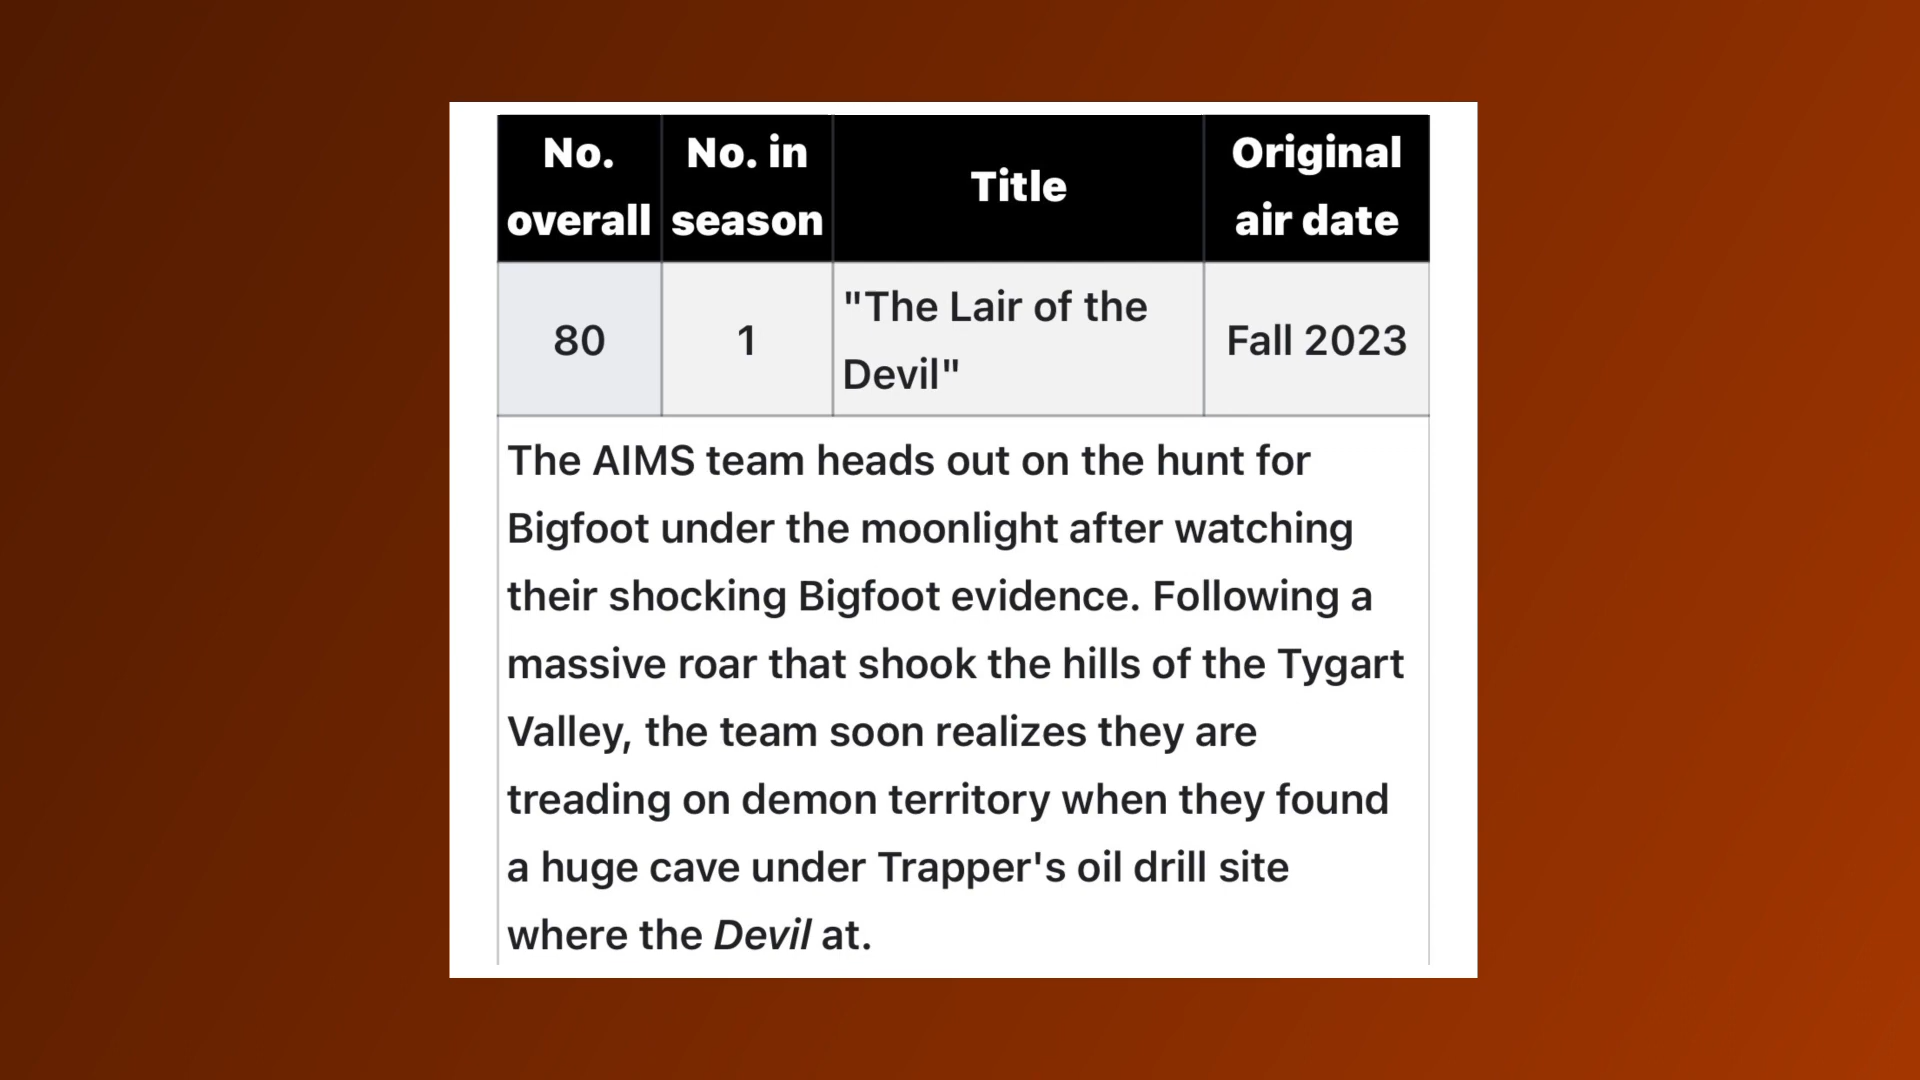 No. overall
No. in season
Title
Original air date
80
1
"The Lair of the
Devil"
Fall 2023
The AIMS team heads out on the hunt for
Bigfoot under the moonlight after watching
their shocking Bigfoot evidence. Following a
massive roar that shook the hills of the Tygart
Valley, the team soon realizes they are
treading on demon territory when they found
a huge cave under Trapper's oil drill site
where the Devil at.